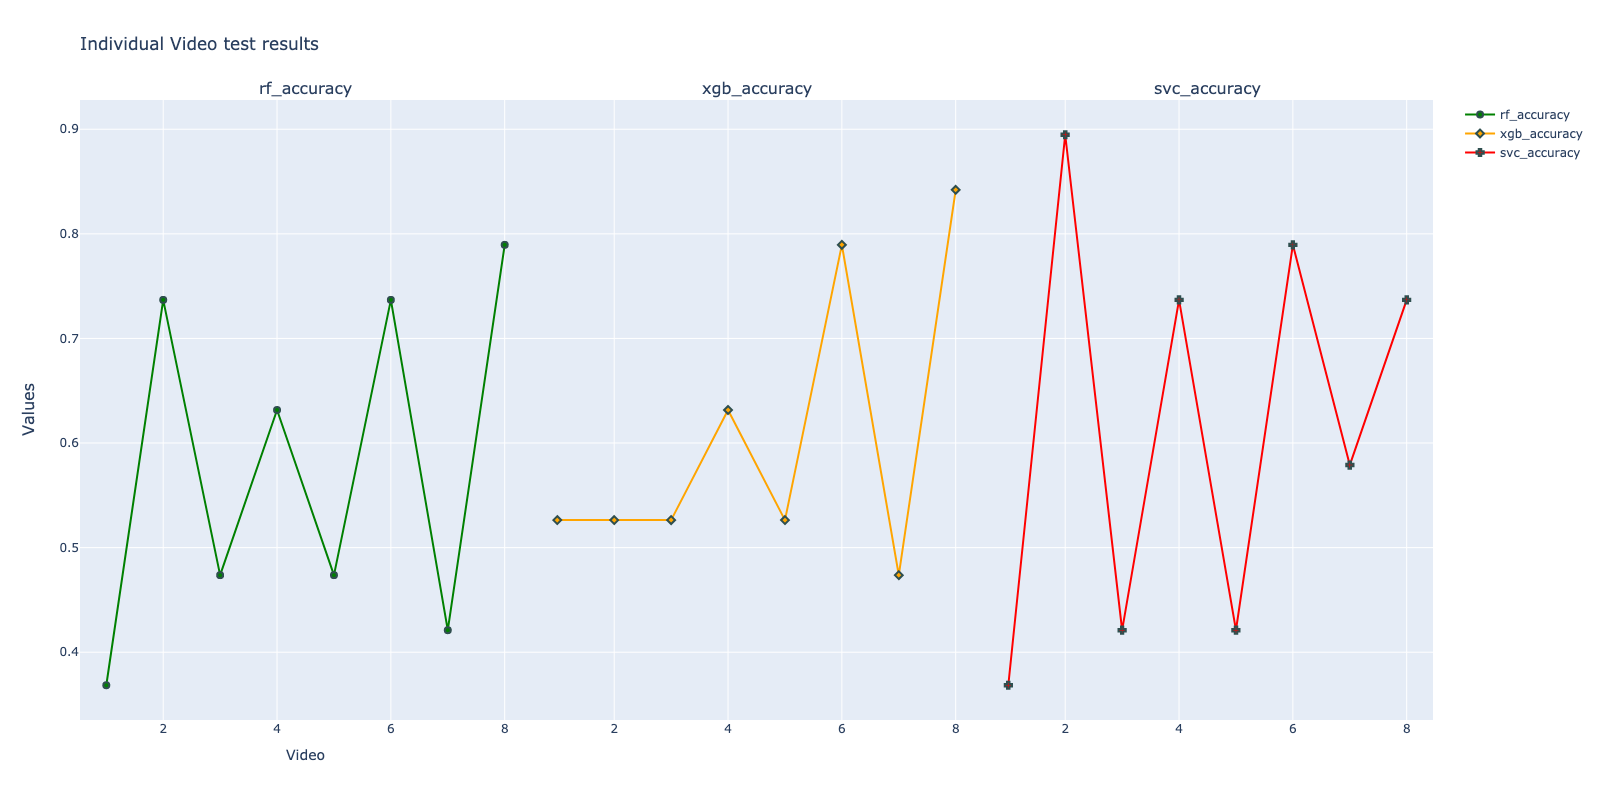 Individual Video test results
rf_accuracy
xgb_accuracy
svc_accuracy
rf_accuracy
xgb_accuracy
svc_accuracy
Values
0.9
0.8
0.7
0.6
0.5
0.4
2 4 6 8 2 4 6 8 2 4 6 8
Video